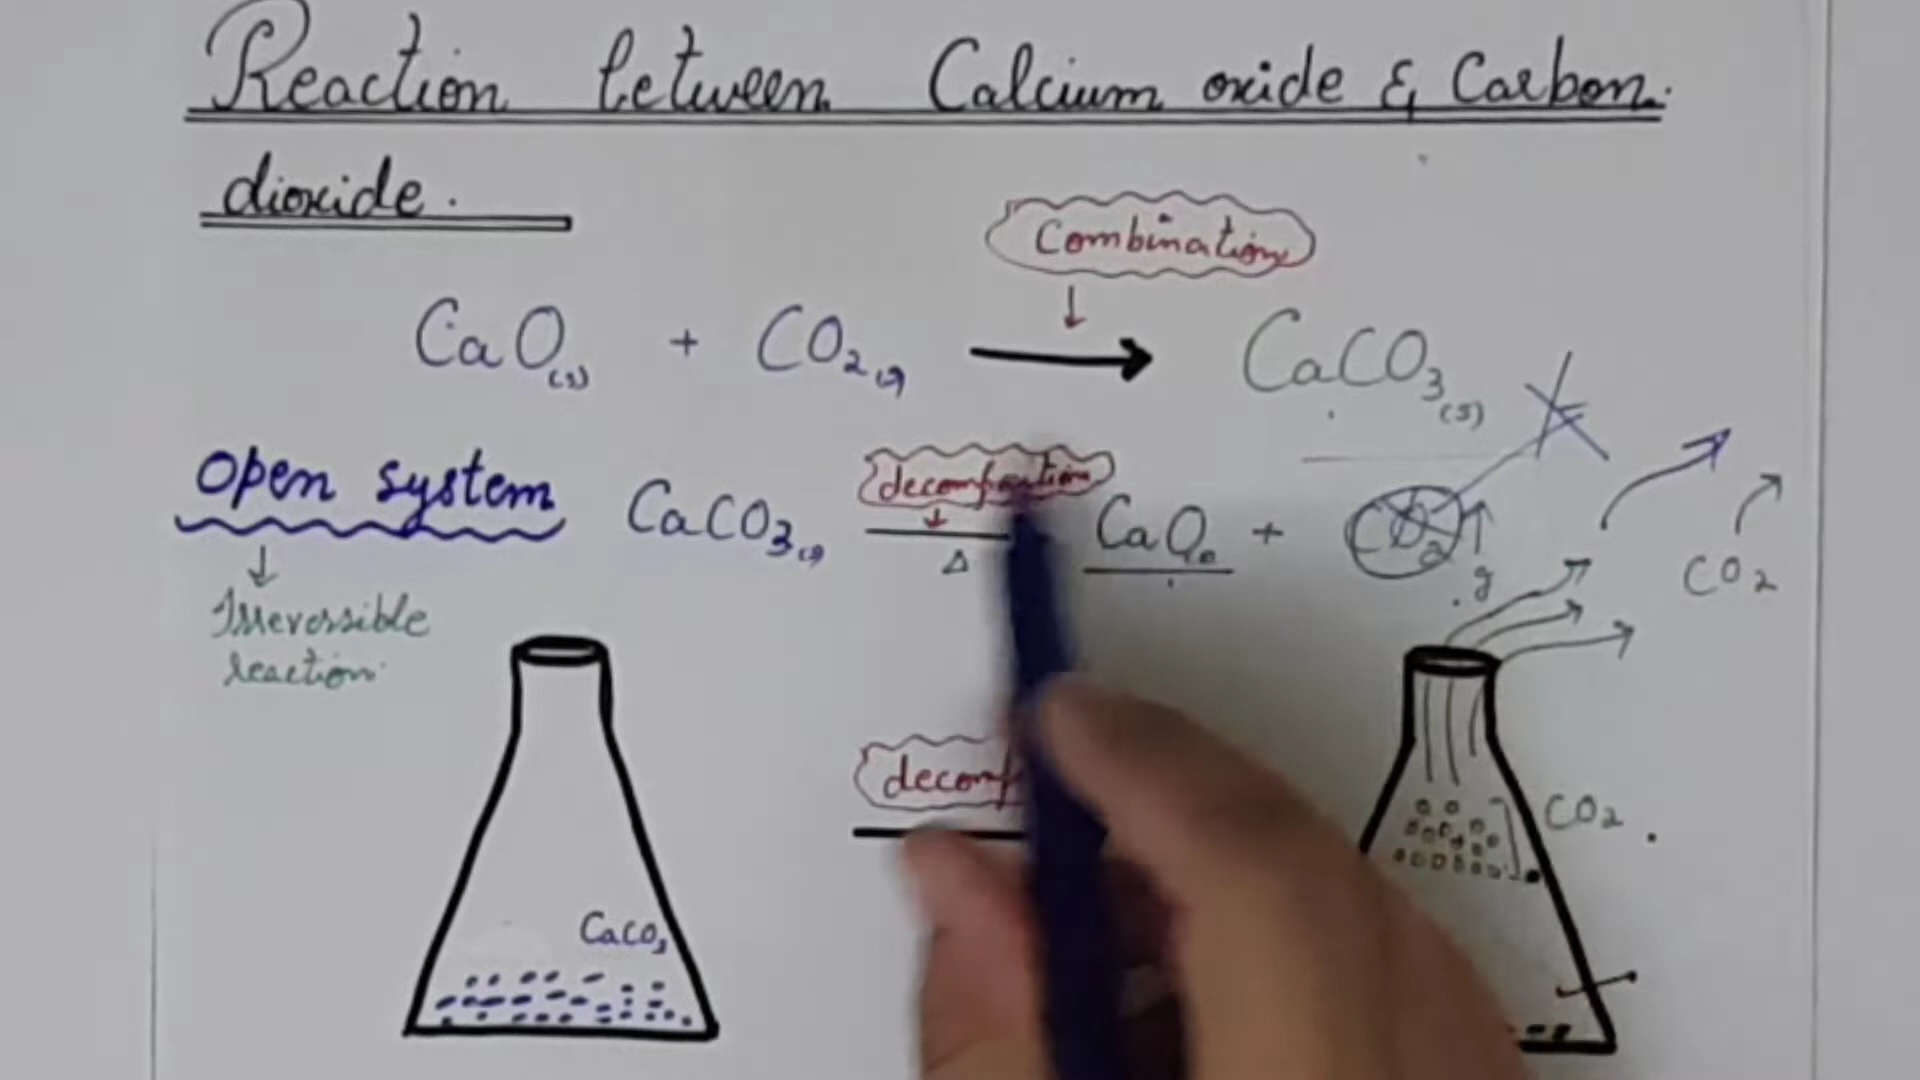 Reaction between Calcium oxide & Carbon
dioxide.
Combination
↓
CaO(s) + CO2(g) → CaCO3(s)
Open system
decomposition
↓
CaCO3(s) Δ CaO + CO2↑ g
CO2
↓
Irreversible
reaction
CO2
CaCO3